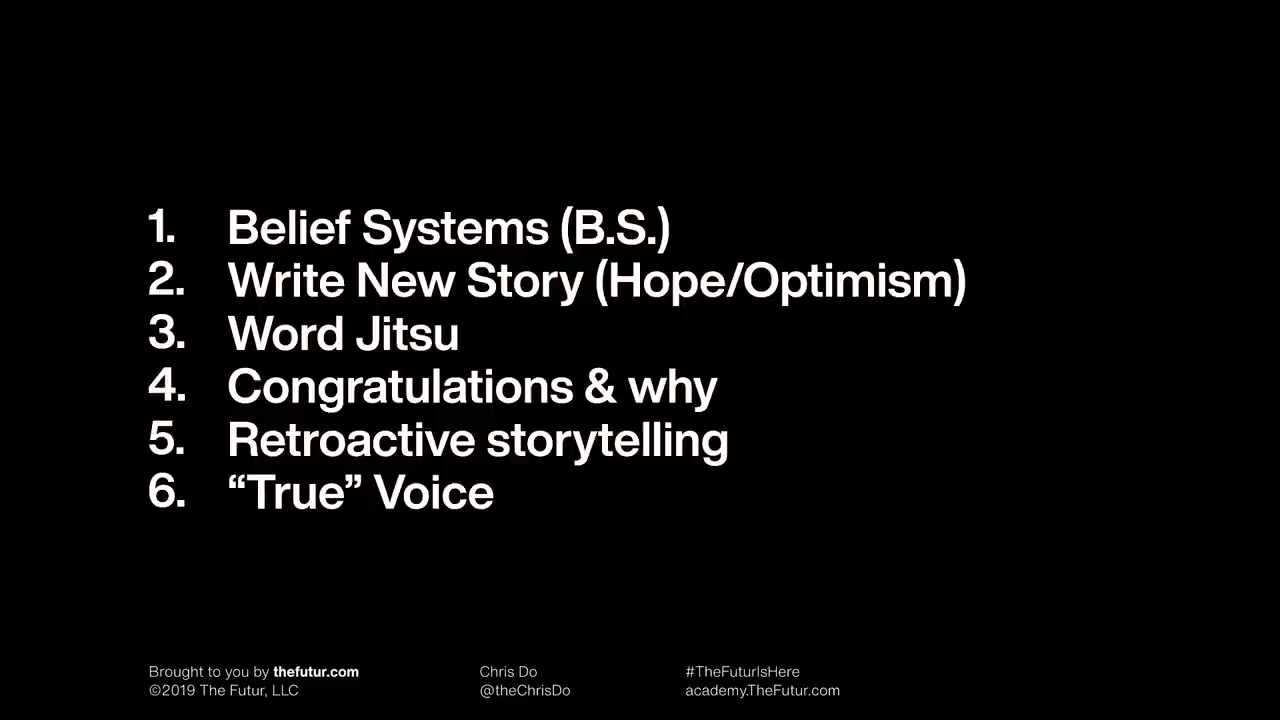 1. Belief Systems (B.S.)
2. Write New Story (Hope/Optimism)
3. Word Jitsu
4. Congratulations & why
5. Retroactive storytelling
6. “True” Voice
Brought to you by thefutur.com
©2019 The Futur, LLC
Chris Do
@theChrisDo
#TheFuturIsHere
academy.TheFutur.com